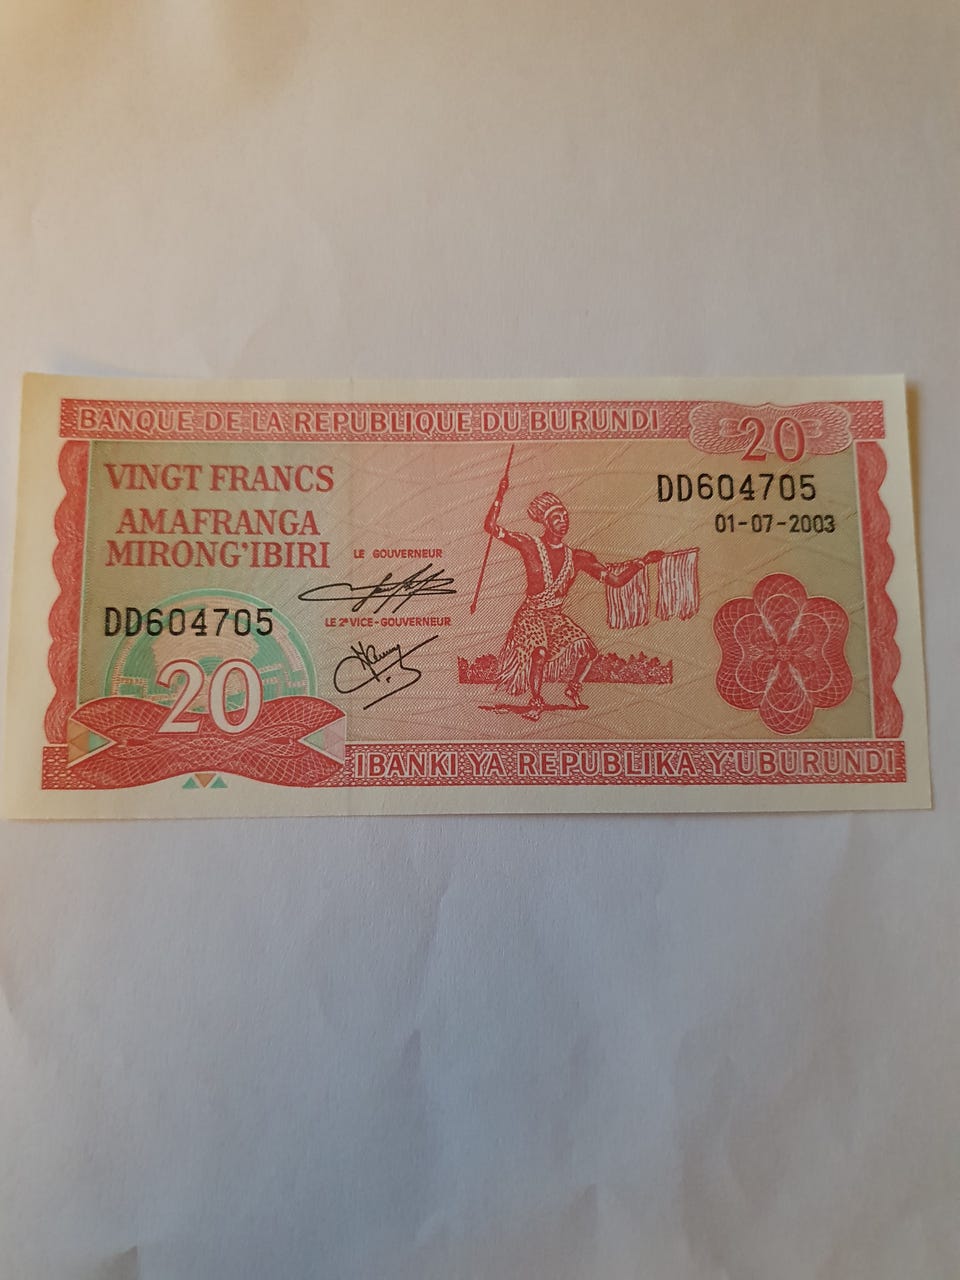 BANQUE DE LA REPUBLIQUE DU BURUNDI
20
VINGT FRANCS
DD604705
AMAFRANGA
01-07-2003
MIRONG'IBIRI
LE GOUVERNEUR
DD604705
LE 2e VICE-GOUVERNEUR
20
IBANKI YA REPUBLIKA Y'UBURUNDI